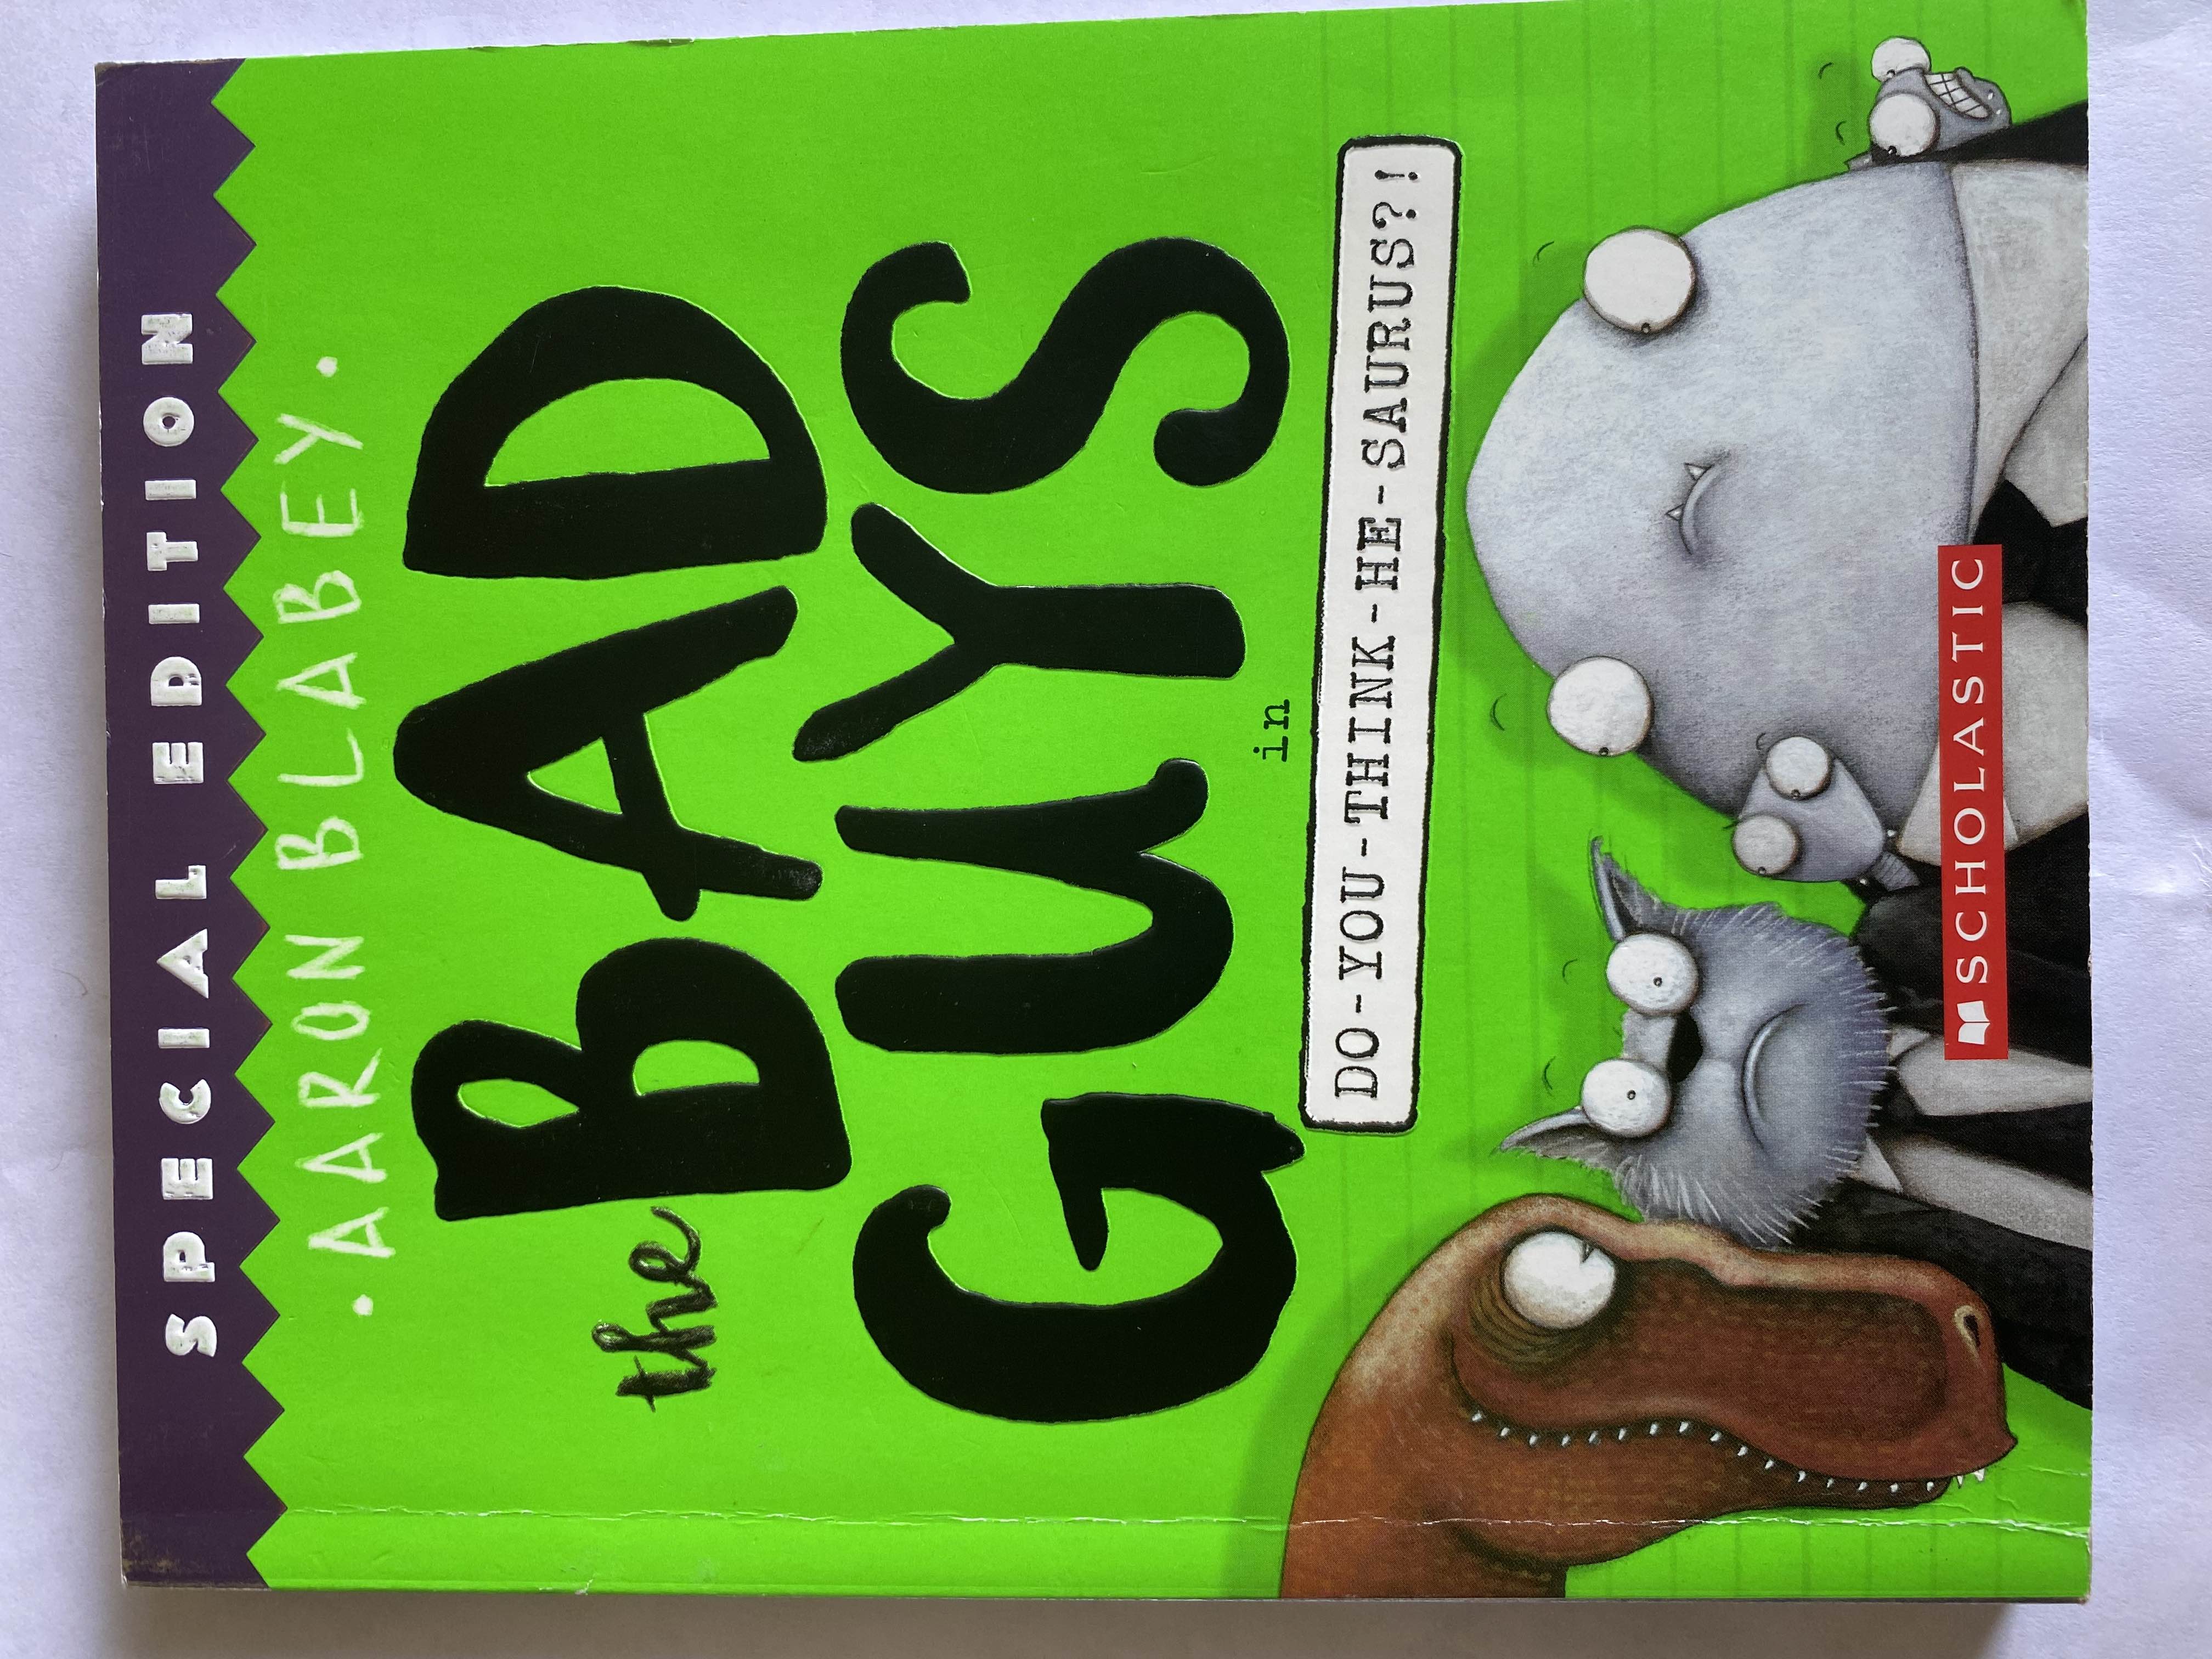 SPECIAL EDITION
• AARON BLABEY •
the BAD
GUYS
in
DO-YOU-THINK-HE-SAURUS?!
SCHOLASTIC